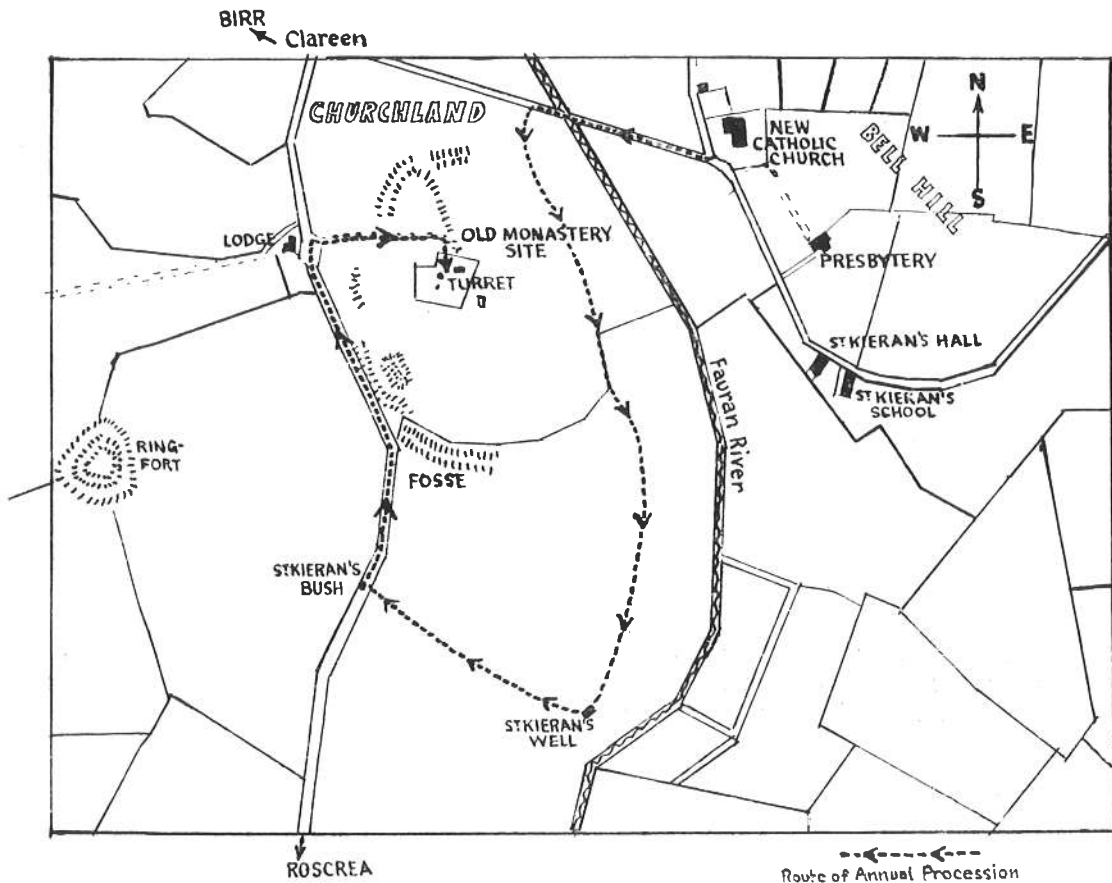 BIRR
Clareen
CHURCHLAND
NEW
CATHOLIC
CHURCH
BELL HILL
N
W E
S
LODGE
OLD MONASTERY
SITE
TURRET
PRESBYTERY
ST KIERAN'S HALL
ST KIERAN'S
SCHOOL
Fauran River
RING-
FORT
FOSSE
ST KIERAN'S
BUSH
ST KIERAN'S
WELL
ROSCREA
Route of Annual Procession